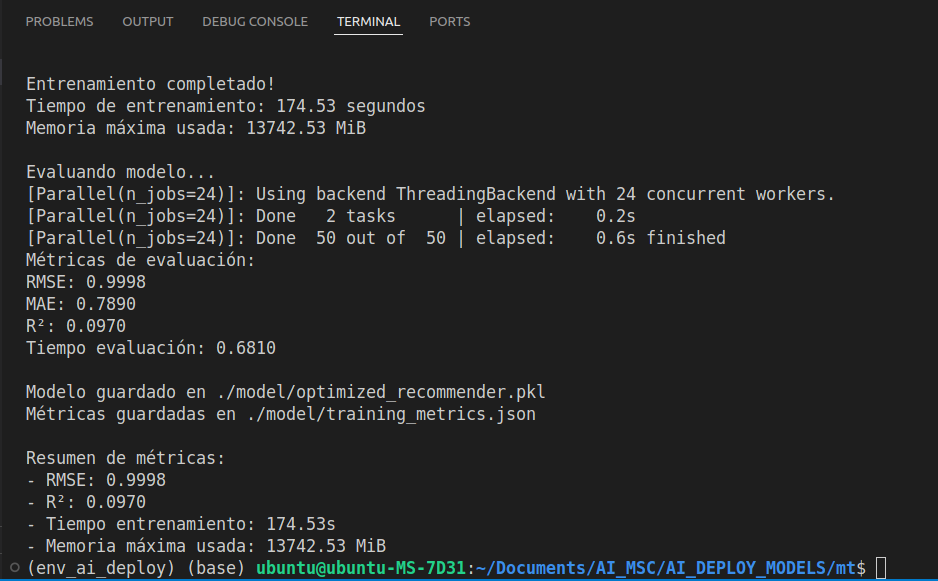 PROBLEMS OUTPUT DEBUG CONSOLE TERMINAL PORTS
Entrenamiento completado!
Tiempo de entrenamiento: 174.53 segundos
Memoria máxima usada: 13742.53 MiB
Evaluando modelo...
[Parallel(n_jobs=24)]: Using backend ThreadingBackend with 24 concurrent workers.
[Parallel(n_jobs=24)]: Done   2 tasks      | elapsed:    0.2s
[Parallel(n_jobs=24)]: Done  50 out of  50 | elapsed:    0.6s finished
Métricas de evaluación:
RMSE: 0.9998
MAE: 0.7890
R²: 0.0970
Tiempo evaluación: 0.6810
Modelo guardado en ./model/optimized_recommender.pkl
Métricas guardadas en ./model/training_metrics.json
Resumen de métricas:
- RMSE: 0.9998
- R²: 0.0970
- Tiempo entrenamiento: 174.53s
- Memoria máxima usada: 13742.53 MiB
(env_ai_deploy) (base) ubuntu@ubuntu-MS-7D31:~/Documents/AI_MSC/AI_DEPLOY_MODELS/mt$